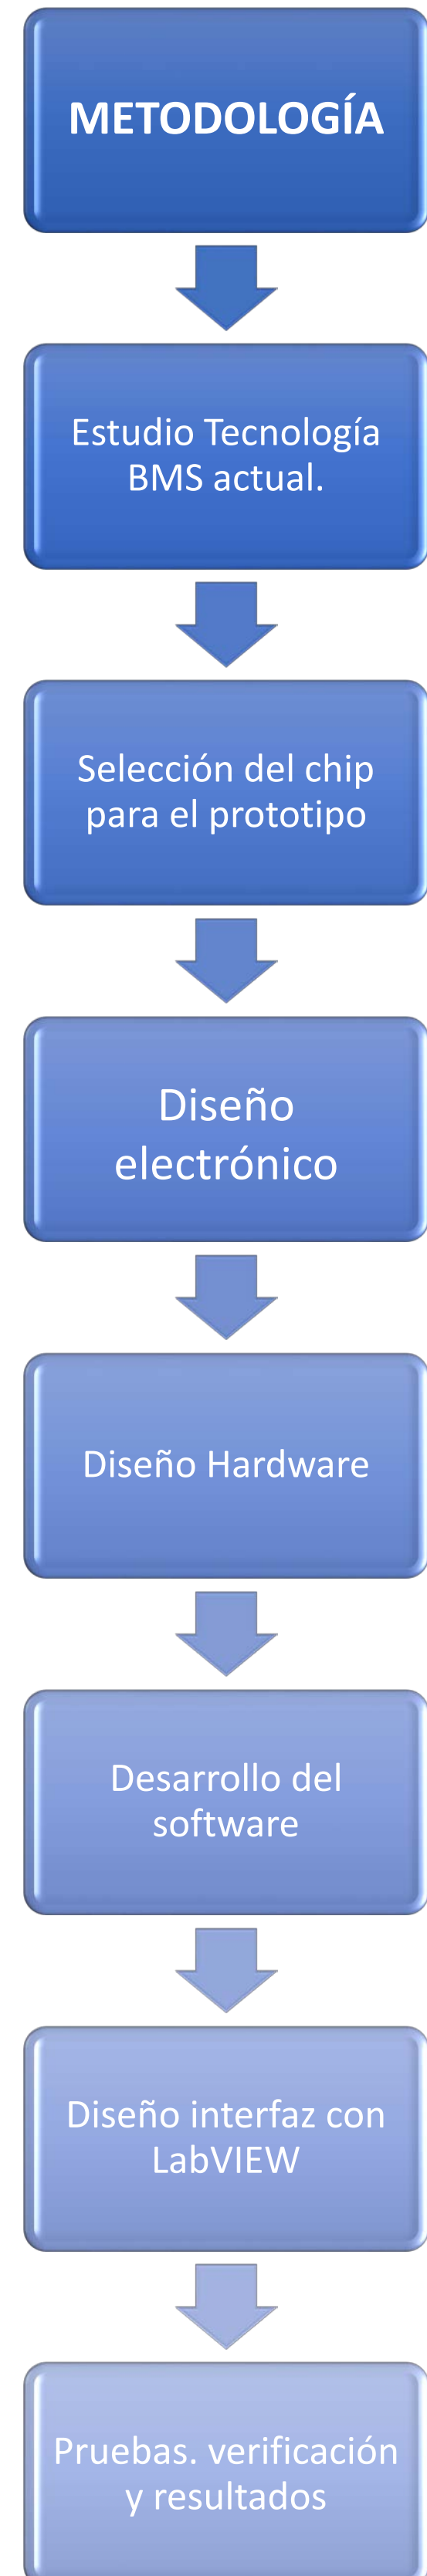 METODOLOGÍA
Estudio Tecnología
BMS actual.
Selección del chip
para el prototipo
Diseño
electrónico
Diseño Hardware
Desarrollo del
software
Diseño interfaz con
LabVIEW
Pruebas. verificación
y resultados